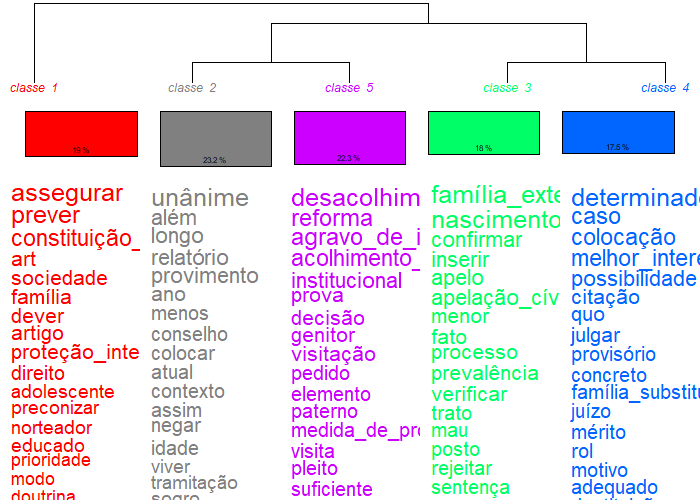 classe 1
classe 2
classe 5
classe 3
classe 4
19 %
23.2 %
22.3 %
18 %
17.5 %
assegurar
prever
constituição_
art
sociedade
família
dever
artigo
proteção_inte
direito
adolescente
preconizar
norteador
educado
prioridade
modo
doutrina
unânime
além
longo
relatório
provimento
ano
menos
conselho
colocar
atual
contexto
assim
negar
idade
viver
tramitação
sogro
desacolhim
reforma
agravo_de_i
acolhimento_
institucional
prova
decisão
genitor
visitação
pedido
elemento
paterno
medida_de_pro
visita
pleito
suficiente
família_exte
nascimento
confirmar
inserir
apelo
apelação_cív
menor
fato
processo
prevalência
verificar
trato
mau
posto
rejeitar
sentença
determinad
caso
colocação
melhor_intere
possibilidade
citação
quo
julgar
provisório
concreto
família_substitu
juízo
mérito
rol
motivo
adequado